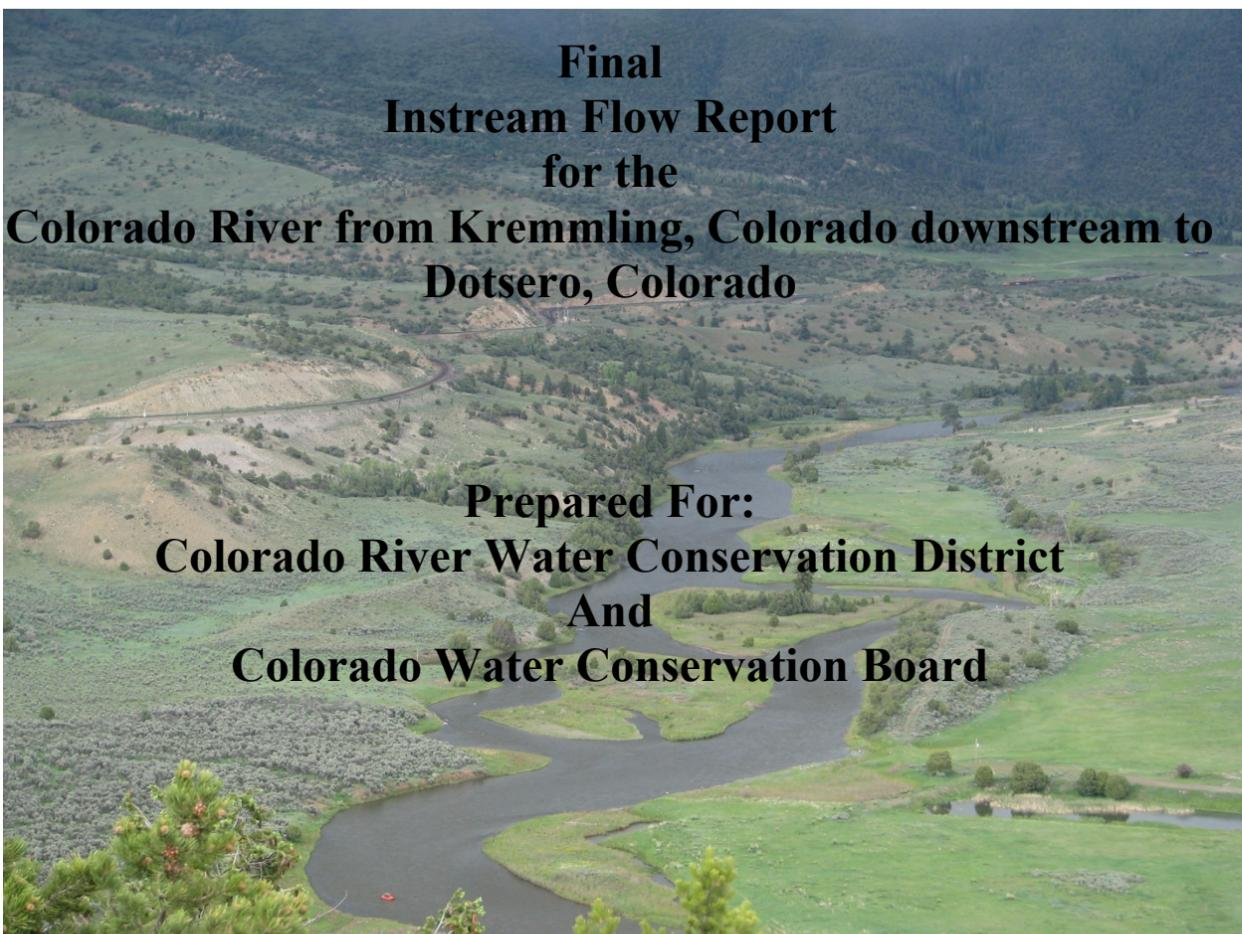 Final
Instream Flow Report
for the
Colorado River from Kremmling, Colorado downstream to
Dotsero, Colorado
Prepared For:
Colorado River Water Conservation District
And
Colorado Water Conservation Board